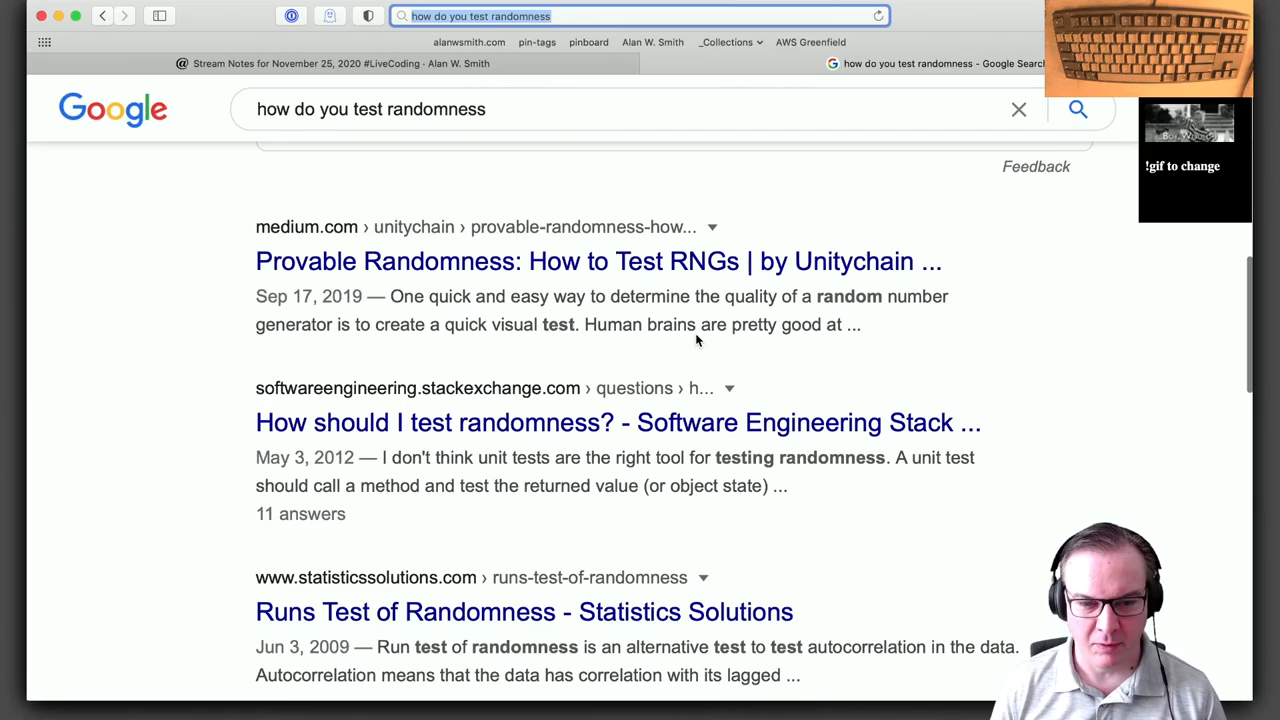 how do you test randomness
alanwsmith.com pin-tags pinboard Alan W. Smith _Collections AWS Greenfield
@ Stream Notes for November 25, 2020 #LiveCoding - Alan W. Smith
G how do you test randomness - Google Search
Google
how do you test randomness
!gif to change
Feedback
medium.com › unitychain › provable-randomness-how...
Provable Randomness: How to Test RNGs | by Unitychain ...
Sep 17, 2019 — One quick and easy way to determine the quality of a random number
generator is to create a quick visual test. Human brains are pretty good at ...
softwareengineering.stackexchange.com › questions › h...
How should I test randomness? - Software Engineering Stack ...
May 3, 2012 — I don't think unit tests are the right tool for testing randomness. A unit test
should call a method and test the returned value (or object state) ...
11 answers
www.statisticssolutions.com › runs-test-of-randomness
Runs Test of Randomness - Statistics Solutions
Jun 3, 2009 — Run test of randomness is an alternative test to test autocorrelation in the data.
Autocorrelation means that the data has correlation with its lagged ...